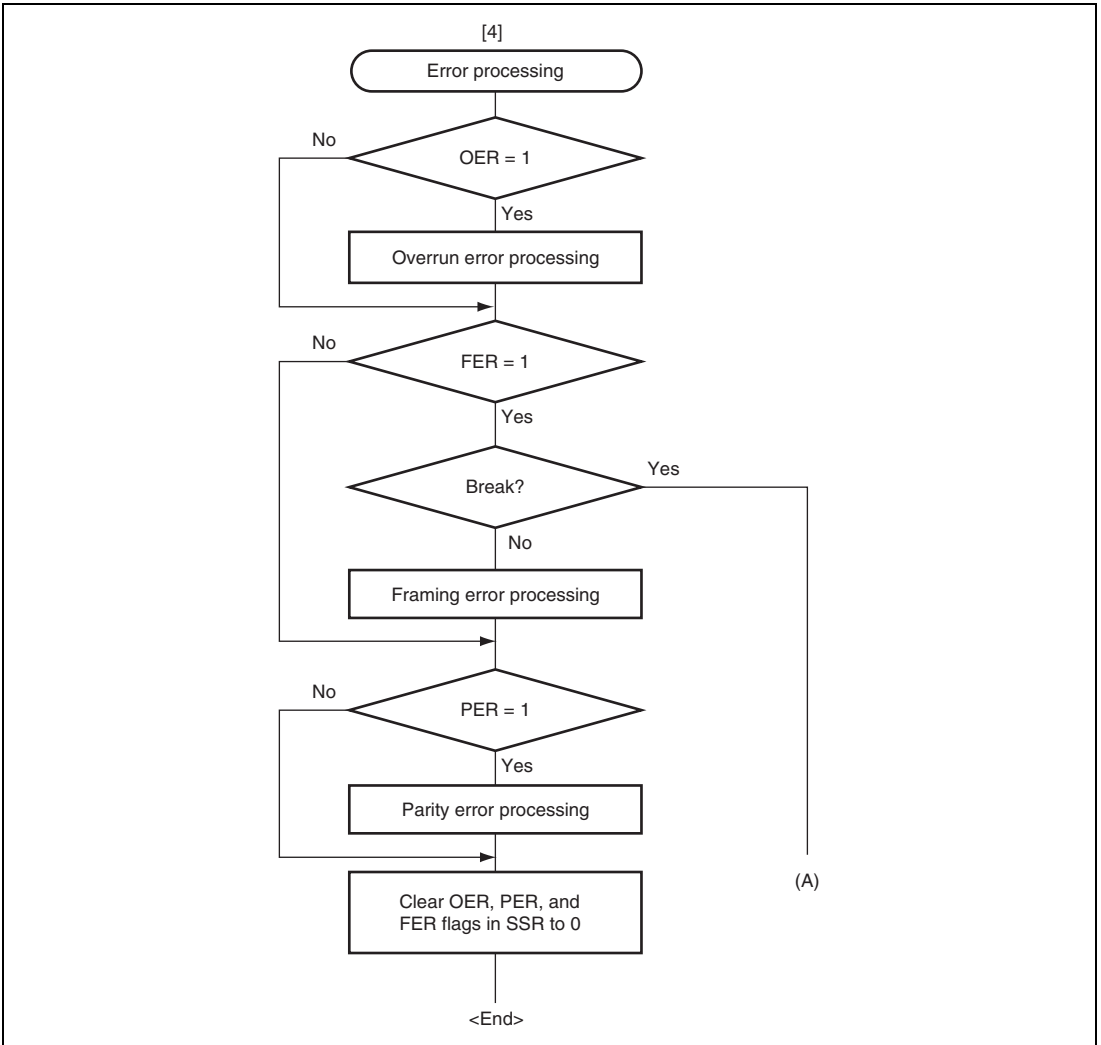 [4]
Error processing
No
OER = 1
Yes
Overrun error processing
No
FER = 1
Yes
Break?
Yes
No
Framing error processing
No
PER = 1
Yes
Parity error processing
(A)
Clear OER, PER, and
FER flags in SSR to 0
<End>